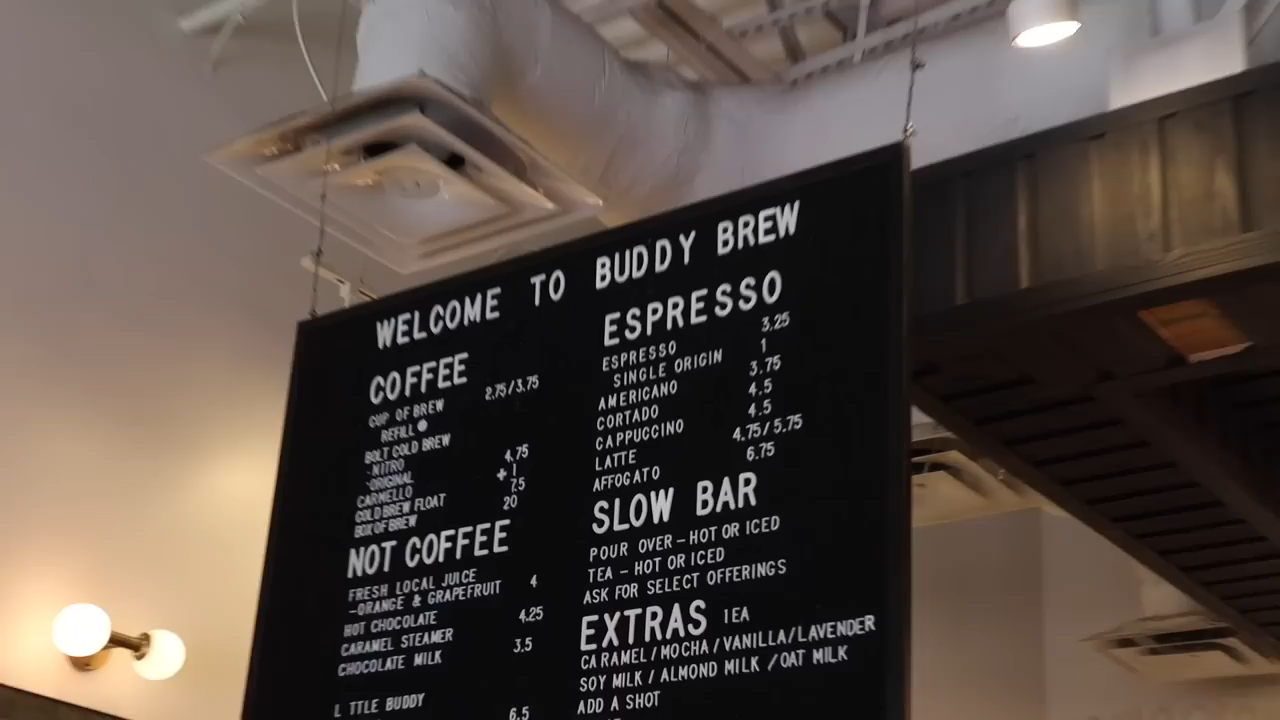 WELCOME TO BUDDY BREW
COFFEE
CUP OF BREW 2.75/3.75
REFILL
BOLT COLD BREW
-NITRO 4.75
-ORIGINAL +1
CARMELLO 7.5
COLD BREW FLOAT 20
BOX OF BREW
NOT COFFEE
FRESH LOCAL JUICE
-ORANGE & GRAPEFRUIT 4
HOT CHOCOLATE 4.25
CARAMEL STEAMER
CHOCOLATE MILK 3.5
L TTLE BUDDY
6.5
ESPRESSO
ESPRESSO 3.25
SINGLE ORIGIN 1
AMERICANO 3.75
CORTADO 4.5
CAPPUCCINO 4.5
LATTE 4.75/5.75
AFFOGATO 6.75
SLOW BAR
POUR OVER-HOT OR ICED
TEA - HOT OR ICED
ASK FOR SELECT OFFERINGS
EXTRAS 1EA
CARAMEL/MOCHA/VANILLA/LAVENDER
SOY MILK/ALMOND MILK/OAT MILK
ADD A SHOT